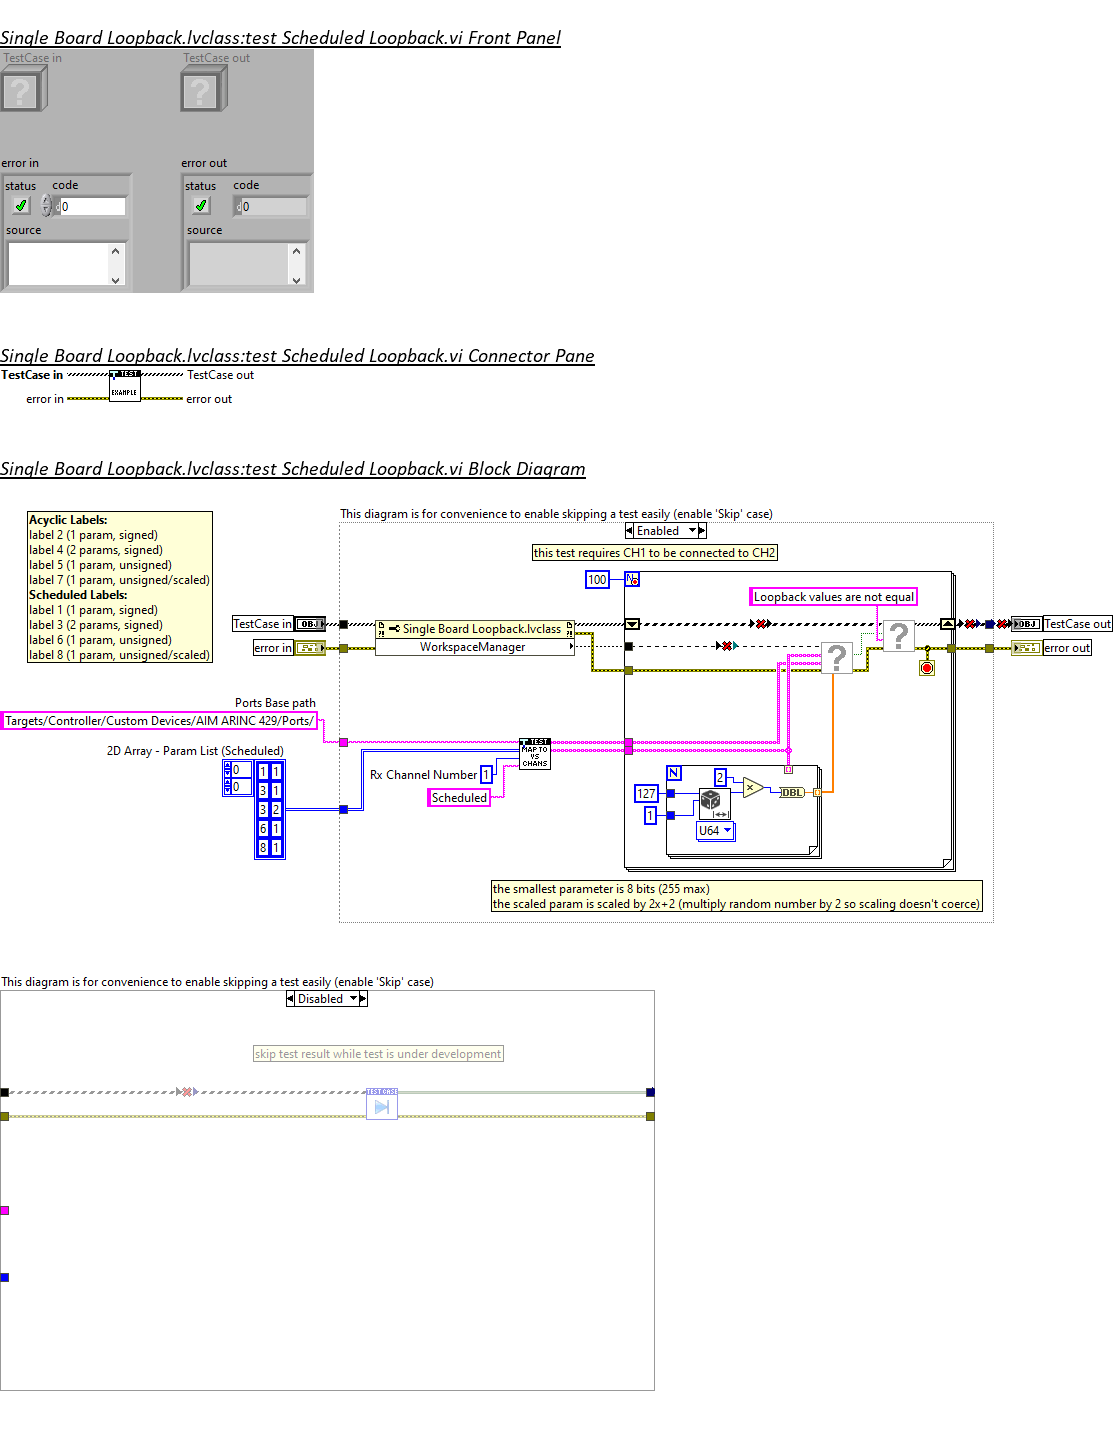 Single Board Loopback.lvclass:test Scheduled Loopback.vi Front Panel
TestCase in
TestCase out
?
?
error in
error out
status
code
0
status
code
0
source
source
Single Board Loopback.lvclass:test Scheduled Loopback.vi Connector Pane
TestCase in
TEST
EXAMPLE
TestCase out
error in
error out
Single Board Loopback.lvclass:test Scheduled Loopback.vi Block Diagram
Acyclic Labels:
label 2 (1 param, signed)
label 4 (2 params, signed)
label 5 (1 param, unsigned)
label 7 (1 param, unsigned/scaled)
Scheduled Labels:
label 1 (1 param, signed)
label 3 (2 params, signed)
label 6 (1 param, unsigned)
label 8 (1 param, unsigned/scaled)
This diagram is for convenience to enable skipping a test easily (enable 'Skip' case)
Enabled
this test requires CH1 to be connected to CH2
100
N
Loopback values are not equal
TestCase in
OBJ
Single Board Loopback.lvclass
WorkspaceManager
?
?
OBJ
TestCase out
error in
error out
Ports Base path
Targets/Controller/Custom Devices/AIM ARINC 429/Ports/
2D Array - Param List (Scheduled)
0
0
1 1
3 1
3 2
6 1
8 1
TEST
MAP TO
VS
CHANS
Rx Channel Number
1
Scheduled
N
2
127
1
x
DBL
U64
the smallest parameter is 8 bits (255 max)
the scaled param is scaled by 2x+2 (multiply random number by 2 so scaling doesn't coerce)
This diagram is for convenience to enable skipping a test easily (enable 'Skip' case)
Disabled
skip test result while test is under development
TEST CASE